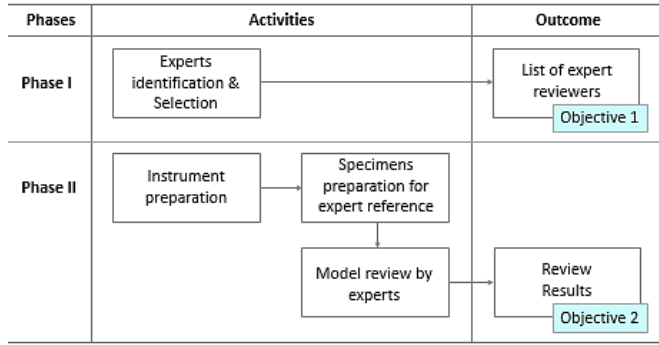 Phases
Activities
Outcome
Phase I
Experts
identification &
Selection
List of expert
reviewers
Objective 1
Phase II
Instrument
preparation
Specimens
preparation for
expert reference
Model review by
experts
Review
Results
Objective 2